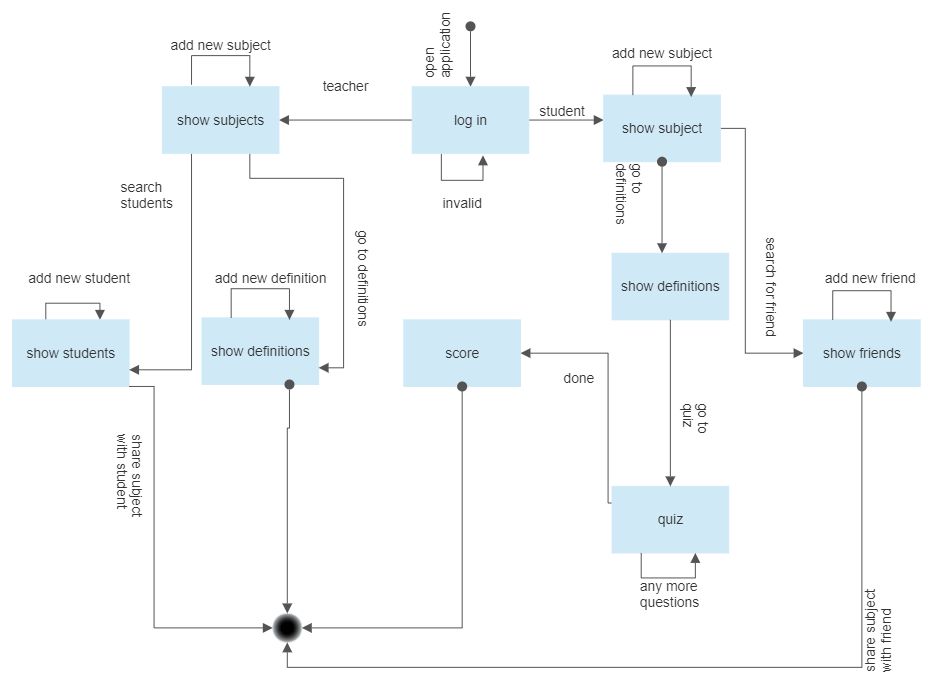 add new subject
open
application
add new subject
teacher
student
show subjects
log in
show subject
invalid
go to
definitions
search
students
go to definitions
search for friend
add new student
add new definition
show definitions
add new friend
show students
show definitions
score
show friends
done
go to
quiz
share subject
with student
quiz
any more
questions
share subject
with friend